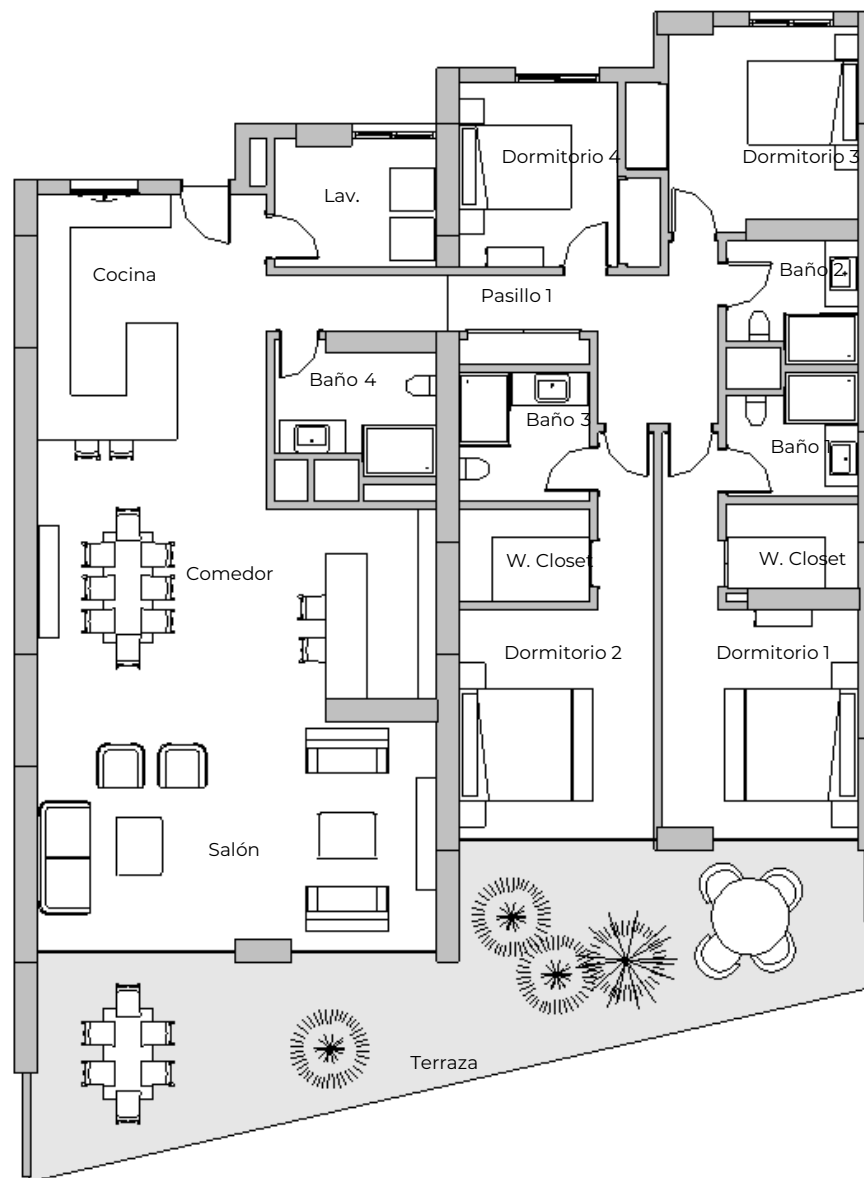 Dormitorio 4
Dormitorio 3
Lav.
Cocina
Baño 2
Pasillo 1
Baño 4
Baño 3
Baño 1
W. Closet
W. Closet
Comedor
Dormitorio 2
Dormitorio 1
Salón
Terraza